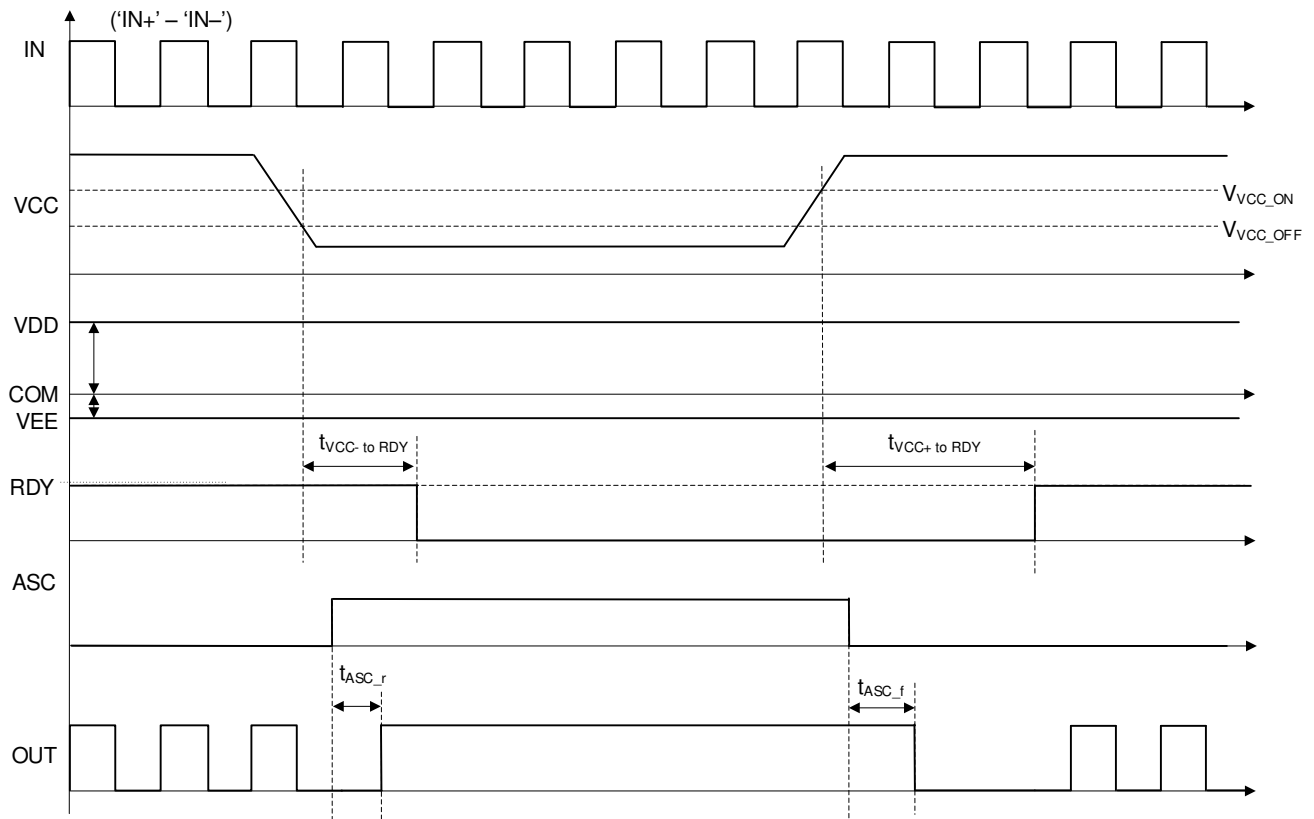 ('IN+' – 'IN–')
IN
VCC
VVCC_ON
VVCC_OFF
VDD
COM
VEE
tVCC- to RDY
tVCC+ to RDY
RDY
ASC
tASC_r
tASC_f
OUT